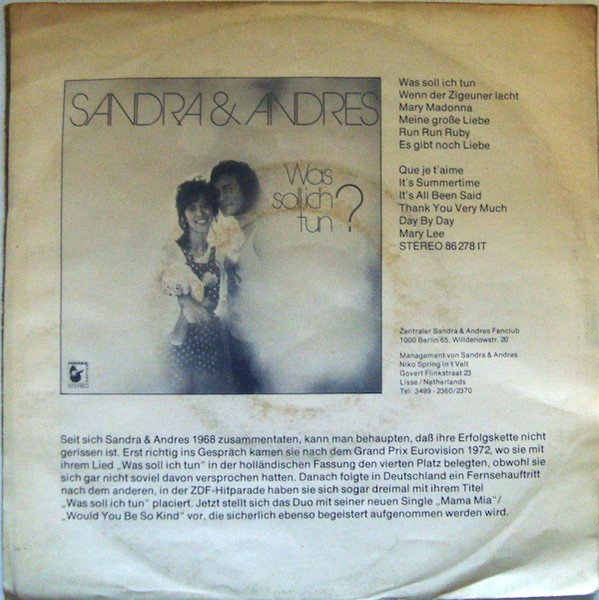 SANDRA & ANDRES
Was
soll ich
tun?
STEREO
Was soll ich tun
Wenn der Zigeuner lacht
Mary Madonna
Meine große Liebe
Run Run Ruby
Es gibt noch Liebe
Que je t'aime
It's Summertime
It's All Been Said
Thank You Very Much
Day By Day
Mary Lee
STEREO 86 278 IT
Zentraler Sandra & Andres Fanclub
1000 Berlin 65, Willdenowstr. 20
Management von Sandra & Andres
Niko Spring in't Velt
Govert Flinkstraat 23
Lisse / Netherlands
Tel. 3499 - 2360/2370
Seit sich Sandra & Andres 1968 zusammentaten, kann man behaupten, daß ihre Erfolgskette nicht
gerissen ist. Erst richtig ins Gespräch kamen sie nach dem Grand Prix Eurovision 1972, wo sie mit
ihrem Lied „Was soll ich tun" in der holländischen Fassung den vierten Platz belegten, obwohl sie
sich gar nicht soviel davon versprochen hatten. Danach folgte in Deutschland ein Fernsehauftritt
nach dem anderen, in der ZDF-Hitparade haben sie sich sogar dreimal mit ihrem Titel
„Was soll ich tun" placiert. Jetzt stellt sich das Duo mit seiner neuen Single „Mama Mia"/
„Would You Be So Kind" vor, die sicherlich ebenso begeistert aufgenommen werden wird.